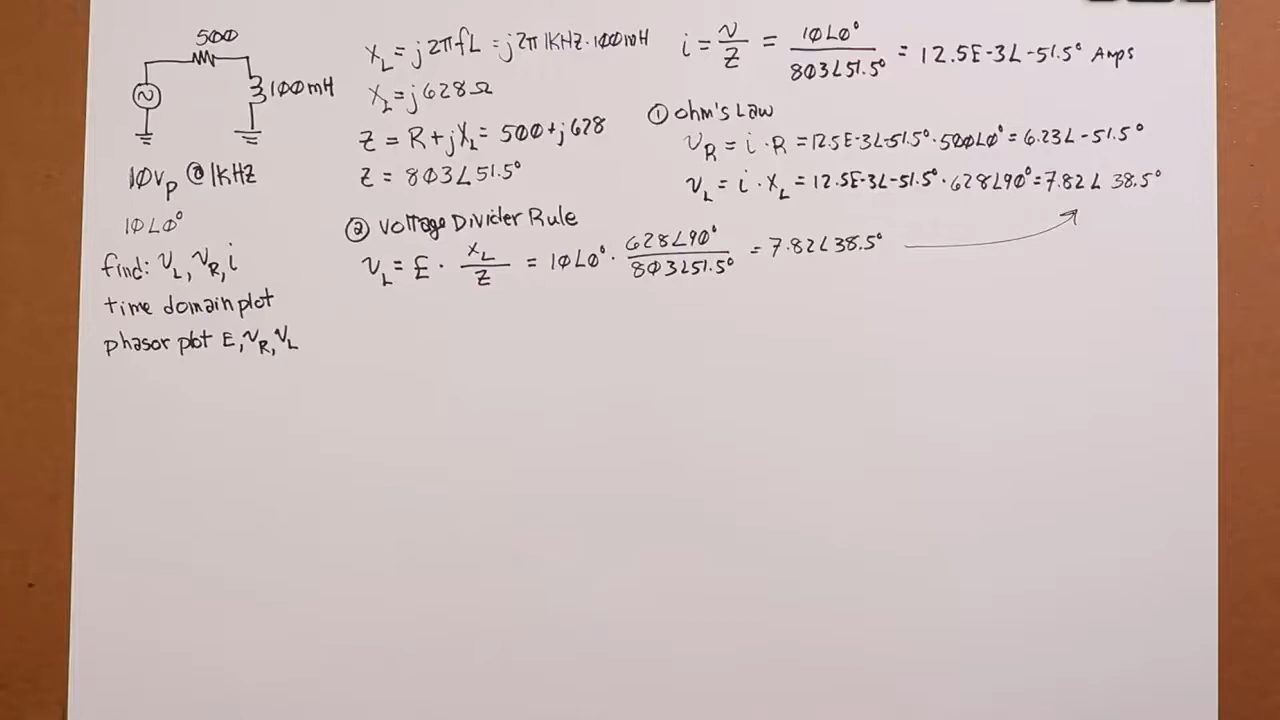 500
100mH
10Vp @ 1KHz
10∠0°
find: VL, VR, i
time domain plot
phasor plot E, VR, VL
XL = j2πfL = j2π 1KHz · 100mH
XL = j628Ω
Z = R + jXL = 500 + j628
Z = 803∠51.5°
i = V/Z = 10∠0° / 803∠51.5° = 12.5E-3∠-51.5° Amps
① Ohm's Law
VR = i · R = 12.5E-3∠-51.5° · 500∠0° = 6.23∠-51.5°
VL = i · XL = 12.5E-3∠-51.5° · 628∠90° = 7.82∠38.5°
② Voltage Divider Rule
VL = E · XL/Z = 10∠0° · 628∠90° / 803∠51.5° = 7.82∠38.5°